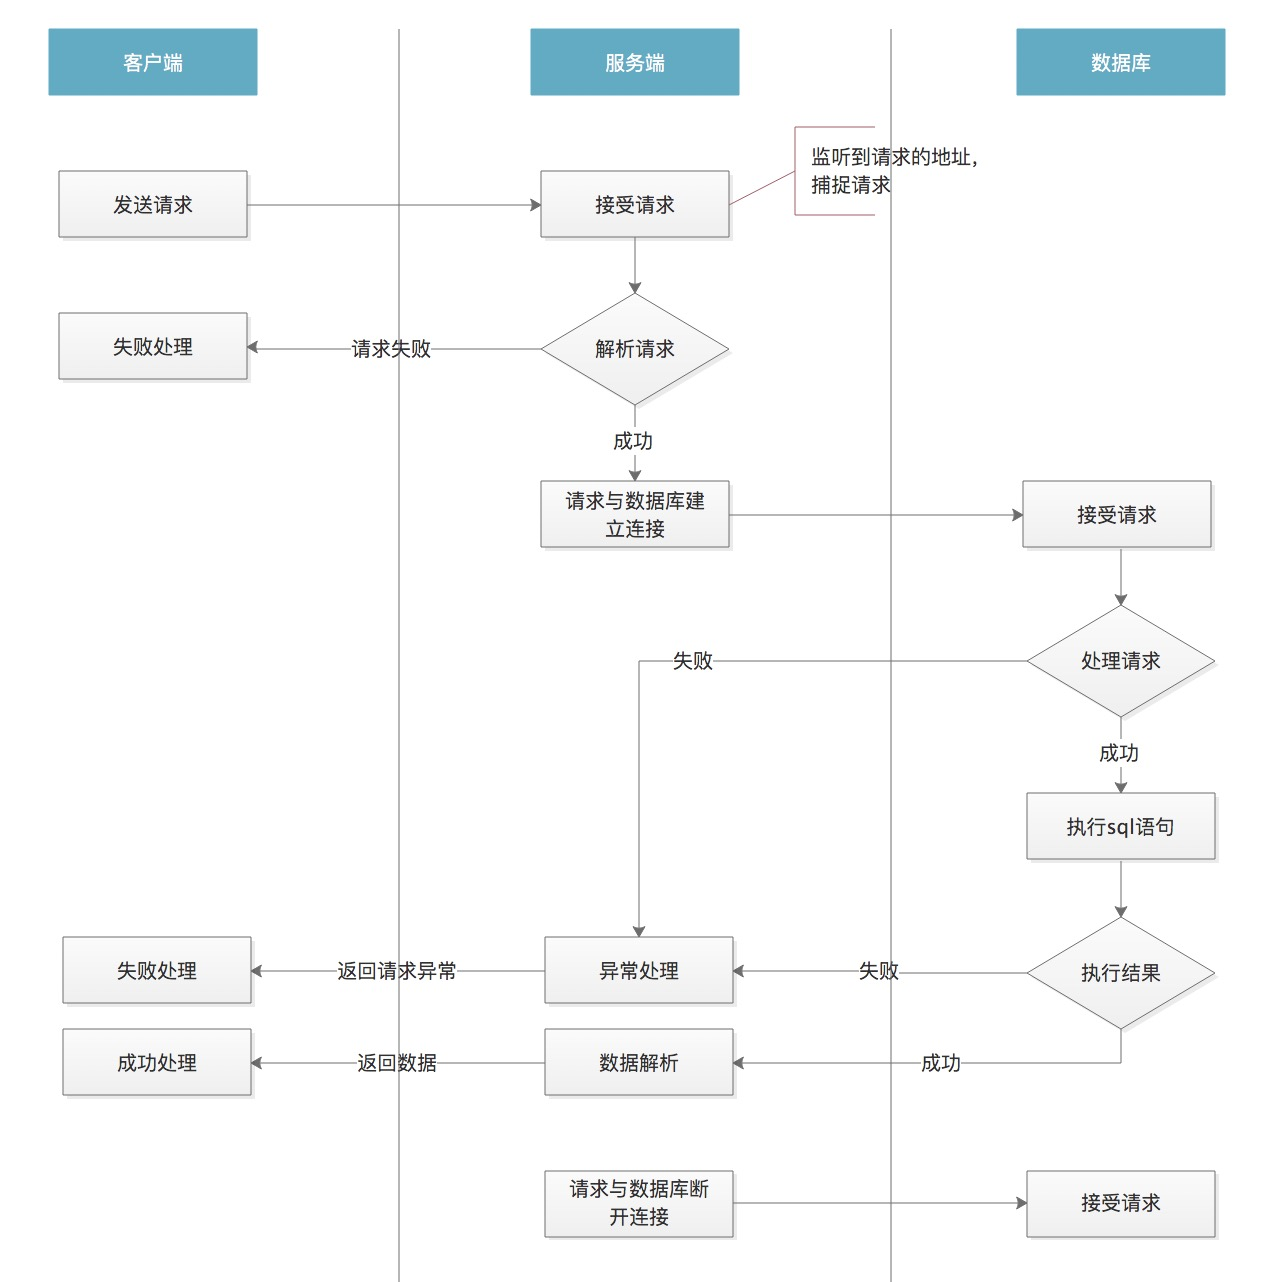 客户端
服务端
数据库
监听到请求的地址，
捕捉请求
发送请求
接受请求
失败处理
请求失败
解析请求
成功
请求与数据库建
立连接
接受请求
失败
处理请求
成功
执行sql语句
失败处理
返回请求异常
异常处理
失败
执行结果
成功处理
返回数据
数据解析
成功
请求与数据库断
开连接
接受请求